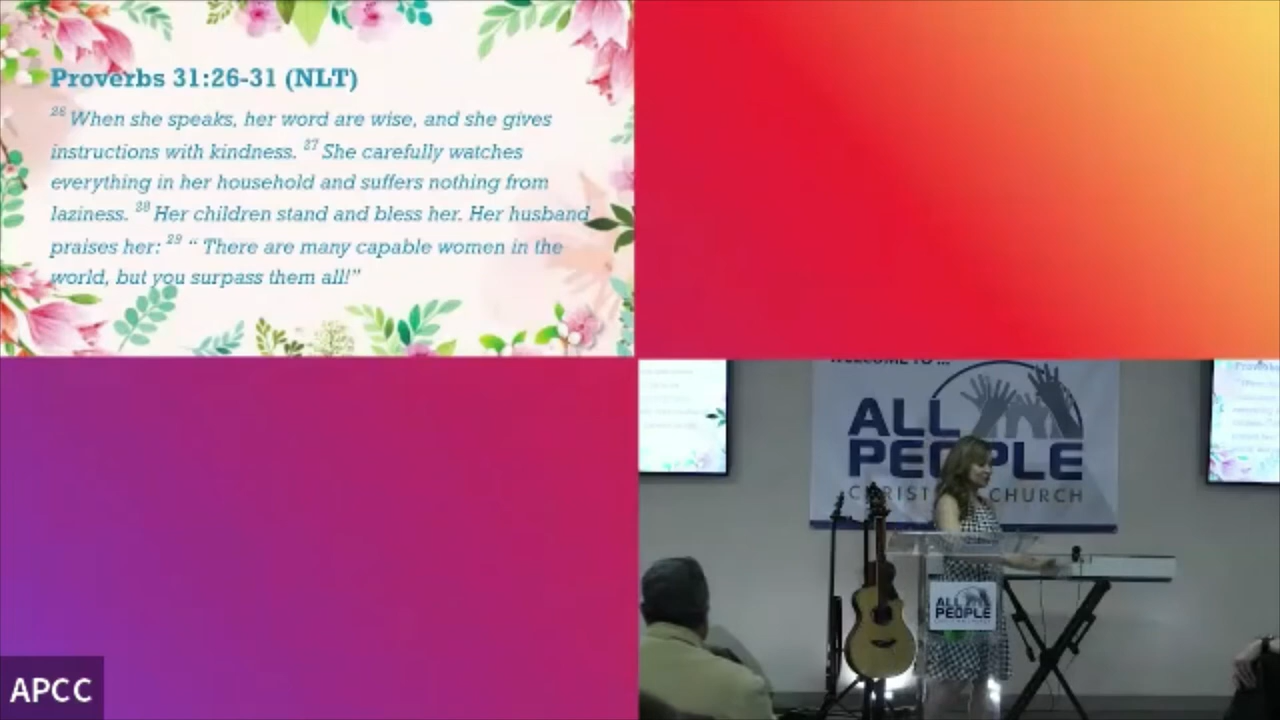 Proverbs 31:26-31 (NLT)
26 When she speaks, her word are wise, and she gives
instructions with kindness. 27 She carefully watches
everything in her household and suffers nothing from
laziness. 28 Her children stand and bless her. Her husband
praises her: 29 “ There are many capable women in the
world, but you surpass them all!”
ALL
PEOPLE
CHURCH
ALL
PEOPLE
APCC